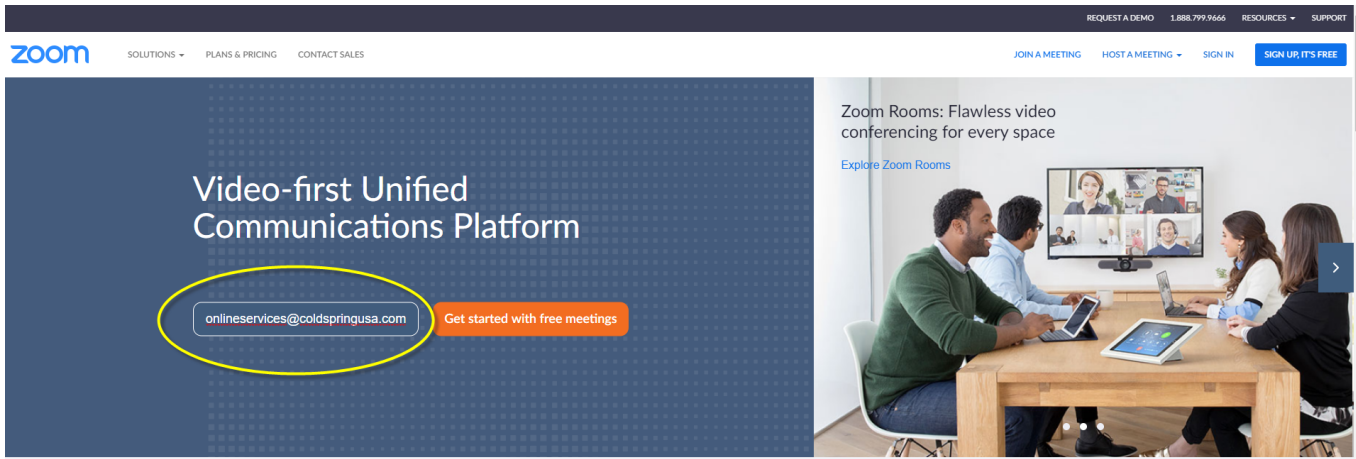 REQUEST A DEMO 1.888.799.9666 RESOURCES SUPPORT
zoom SOLUTIONS PLANS & PRICING CONTACT SALES JOIN A MEETING HOST A MEETING SIGN IN SIGN UP, IT'S FREE
Zoom Rooms: Flawless video
conferencing for every space
Explore Zoom Rooms
Video-first Unified
Communications Platform
onlineservices@coldspringusa.com Get started with free meetings